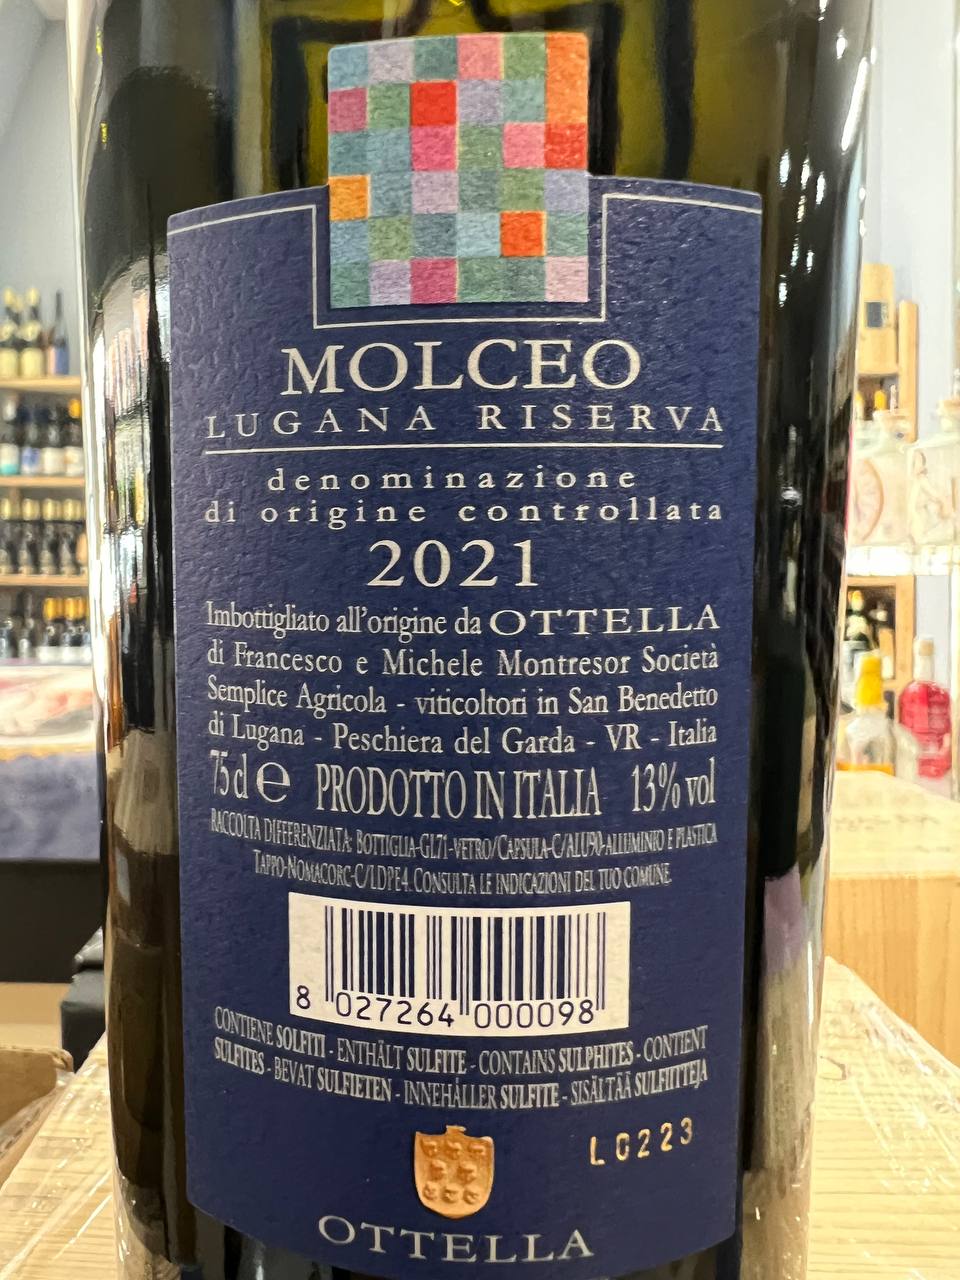 MOLCEO
LUGANA RISERVA
denominazione
di origine controllata
2021
Imbottigliato all'origine da OTTELLA
di Francesco e Michele Montresor Società
Semplice Agricola - viticoltori in San Benedetto
di Lugana - Peschiera del Garda - VR - Italia
75 cl e PRODOTTO IN ITALIA 13% vol
RACCOLTA DIFFERENZIATA: BOTTIGLIA-GL71-VETRO/CAPSULA-C/ALU90-ALLUMINIO E PLASTICA
TAPPO-NOMACORC-C/LDPE4. CONSULTA LE INDICAZIONI DEL TUO COMUNE.
8 027264 000098
CONTIENE SOLFITI - ENTHÄLT SULFITE - CONTAINS SULPHITES - CONTIENT
SULFITES - BEVAT SULFIETEN - INNEHÅLLER SULFITE - SISÄLTÄÄ SULFIITTEJA
L0223
OTTELLA